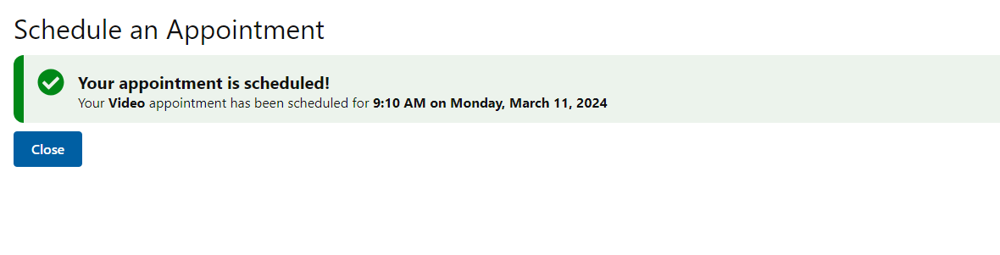 Schedule an Appointment
Your appointment is scheduled!
Your Video appointment has been scheduled for 9:10 AM on Monday, March 11, 2024
Close